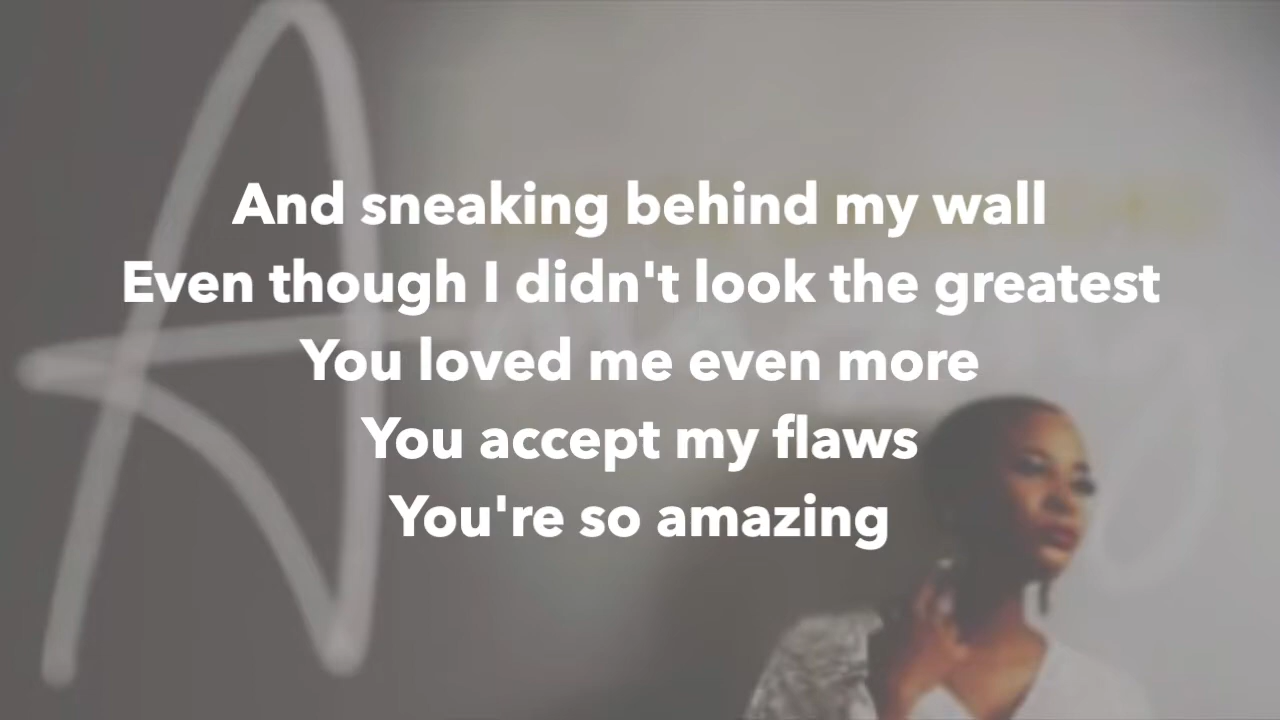 And sneaking behind my wall
Even though I didn't look the greatest
You loved me even more
You accept my flaws
You're so amazing